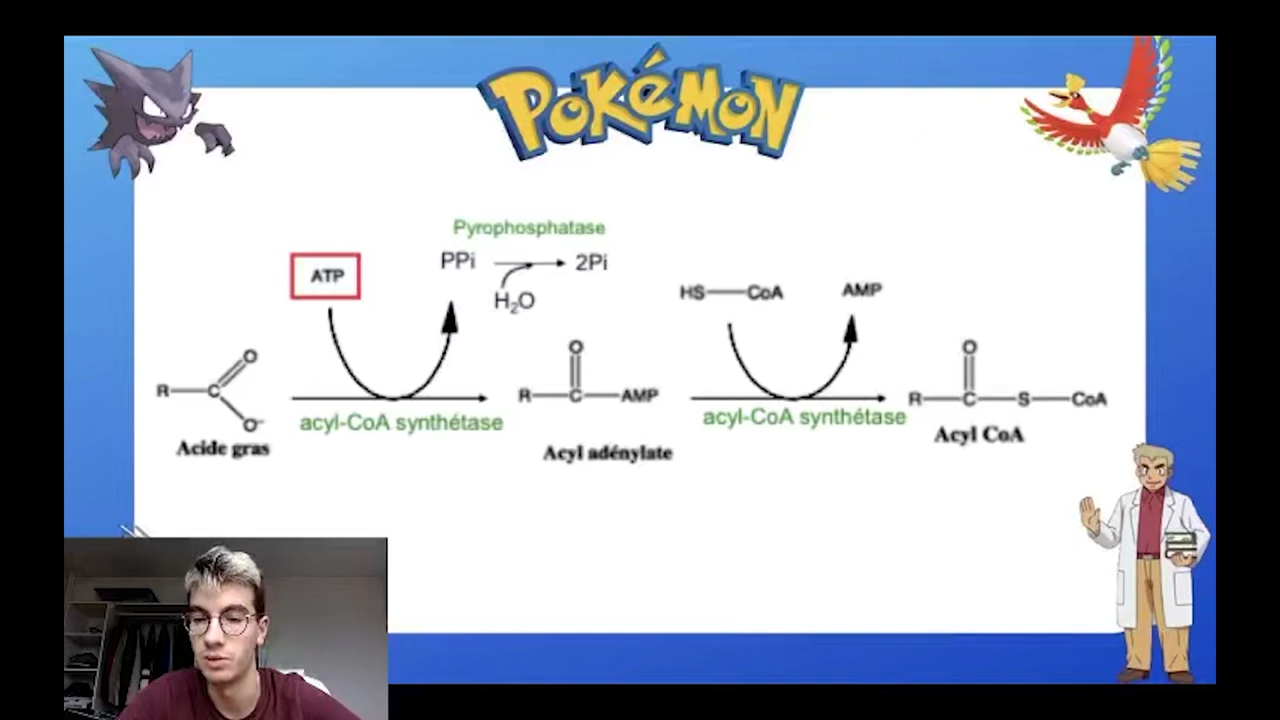 POKéMON
Pyrophosphatase
ATP
PPi
2Pi
H₂O
HS
CoA
AMP
O
R
C
O⁻
acyl-CoA synthétase
Acide gras
O
R
C
AMP
Acyl adénylate
acyl-CoA synthétase
O
R
C
S
CoA
Acyl CoA